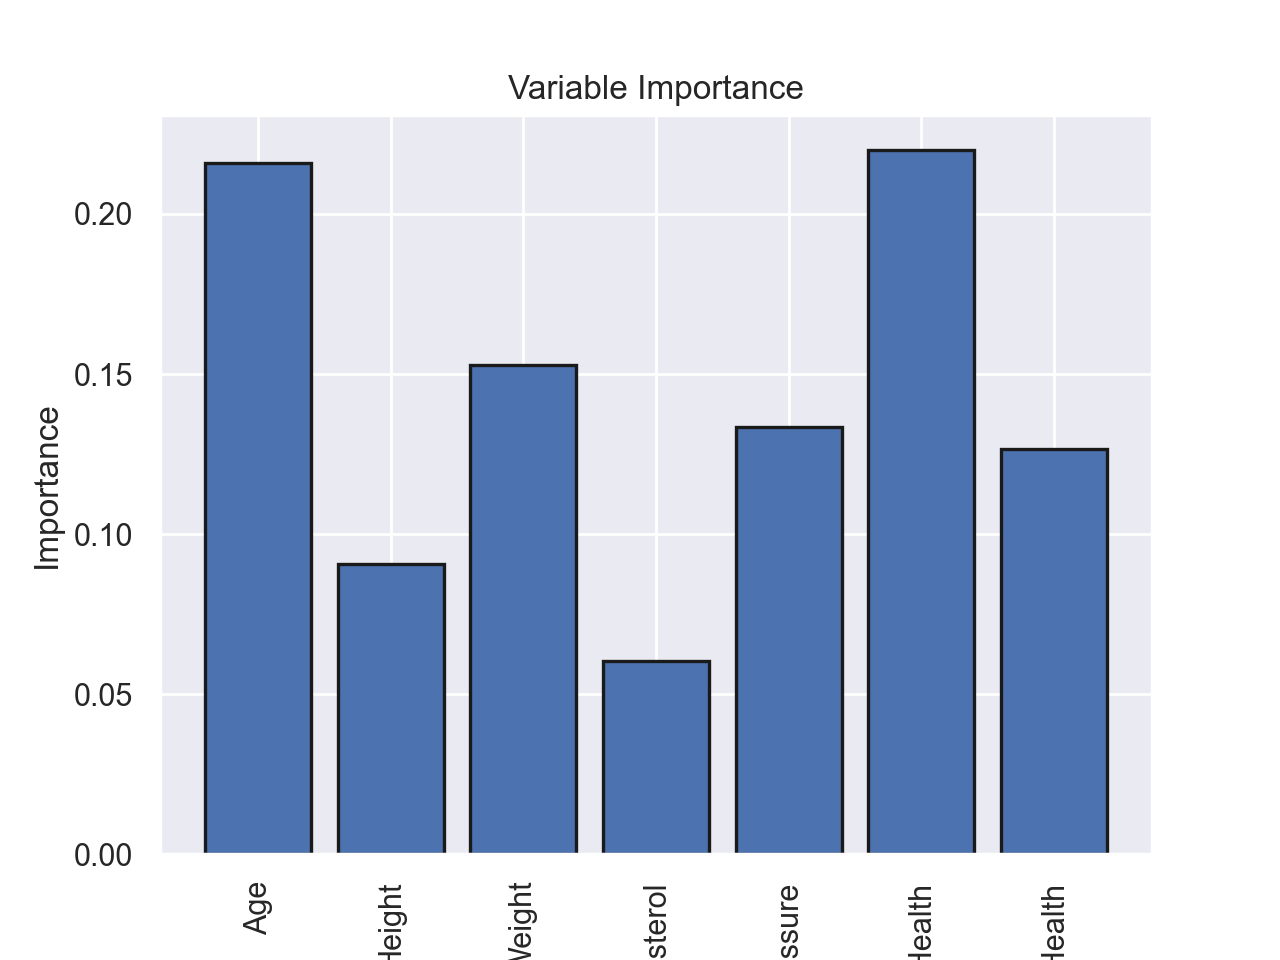 Variable Importance
Importance
0.20
0.15
0.10
0.05
0.00
Age
Height
Weight
sterol
ssure
Health
Health